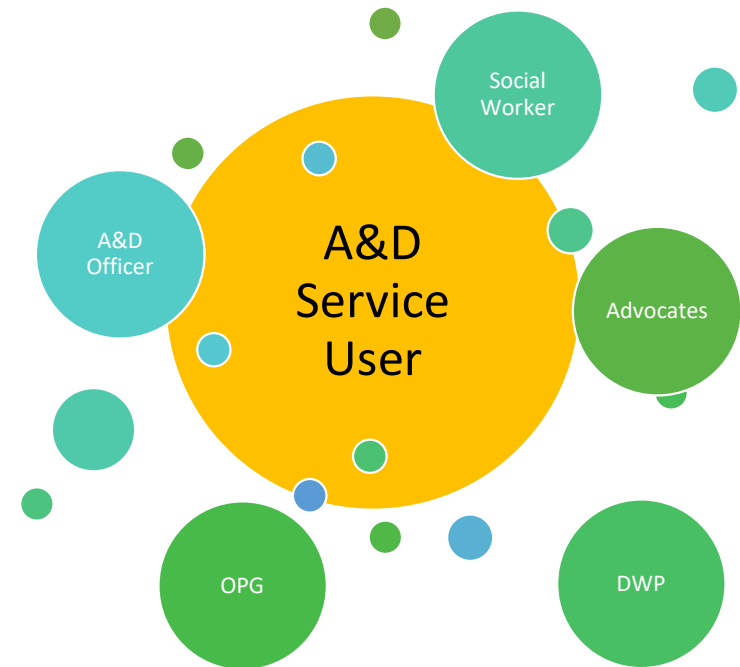 Social
Worker
A&D
Officer
A&D
Service
User
Advocates
OPG
DWP